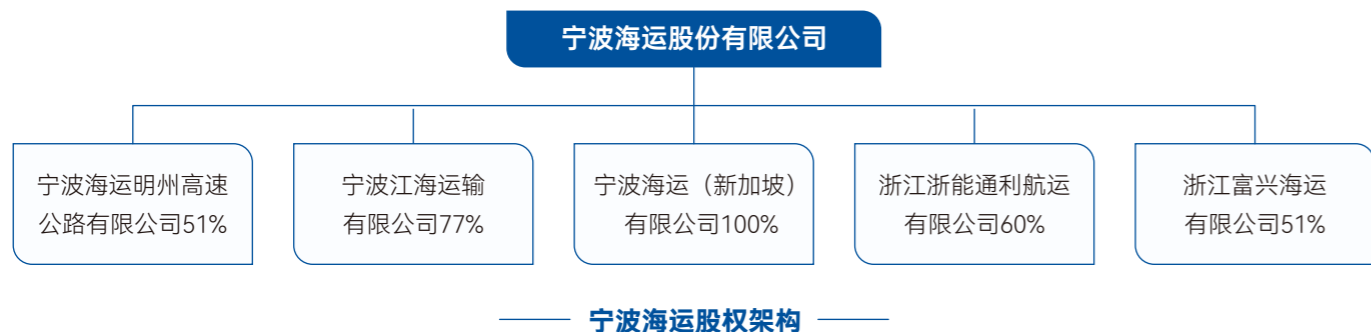 宁波海运股份有限公司
宁波海运明州高速
公路有限公司51%
宁波江海运输
有限公司77%
宁波海运（新加坡）
有限公司100%
浙江浙能通利航运
有限公司60%
浙江富兴海运
有限公司51%
宁波海运股权架构